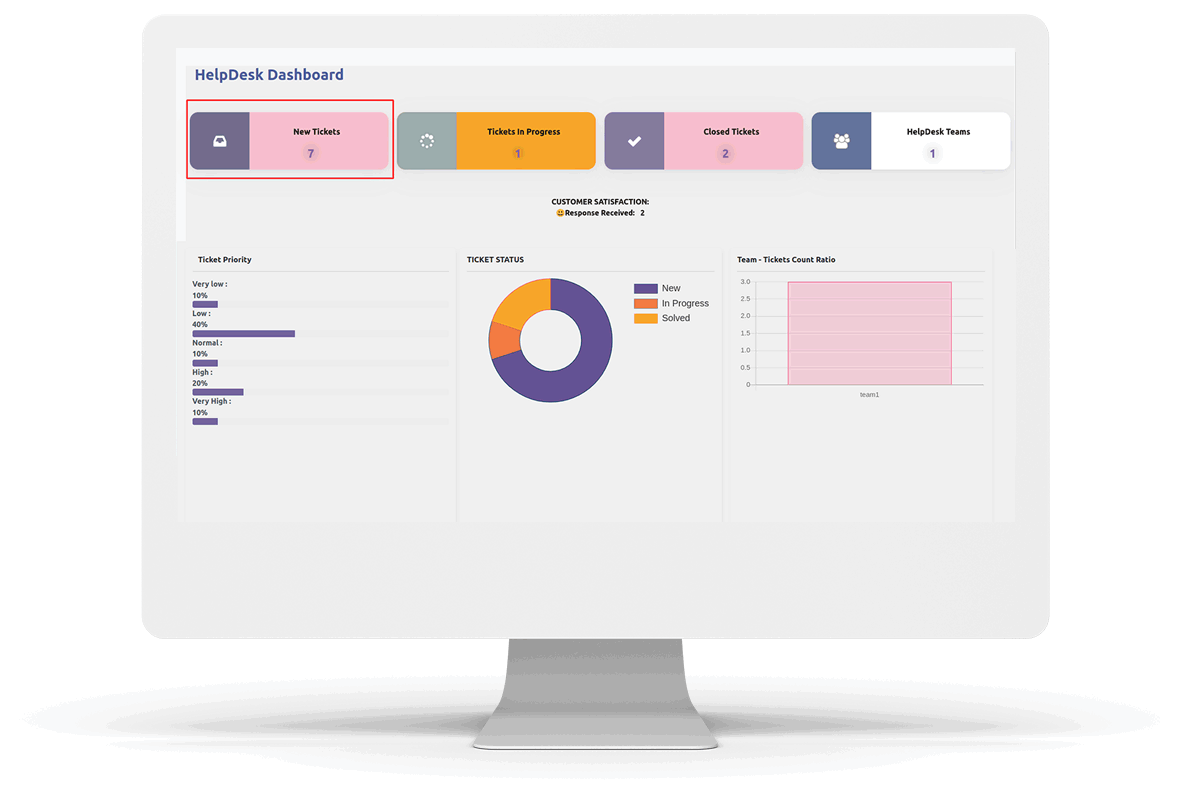 HelpDesk Dashboard
New Tickets
7
Tickets In Progress
1
Closed Tickets
2
HelpDesk Teams
1
CUSTOMER SATISFACTION:
😃Response Received: 2
Ticket Priority
Very low :
10%
Low :
40%
Normal :
10%
High :
20%
Very High :
10%
TICKET STATUS
New
In Progress
Solved
Team - Tickets Count Ratio
3.0
2.5
2.0
1.5
1.0
0.5
0
team1